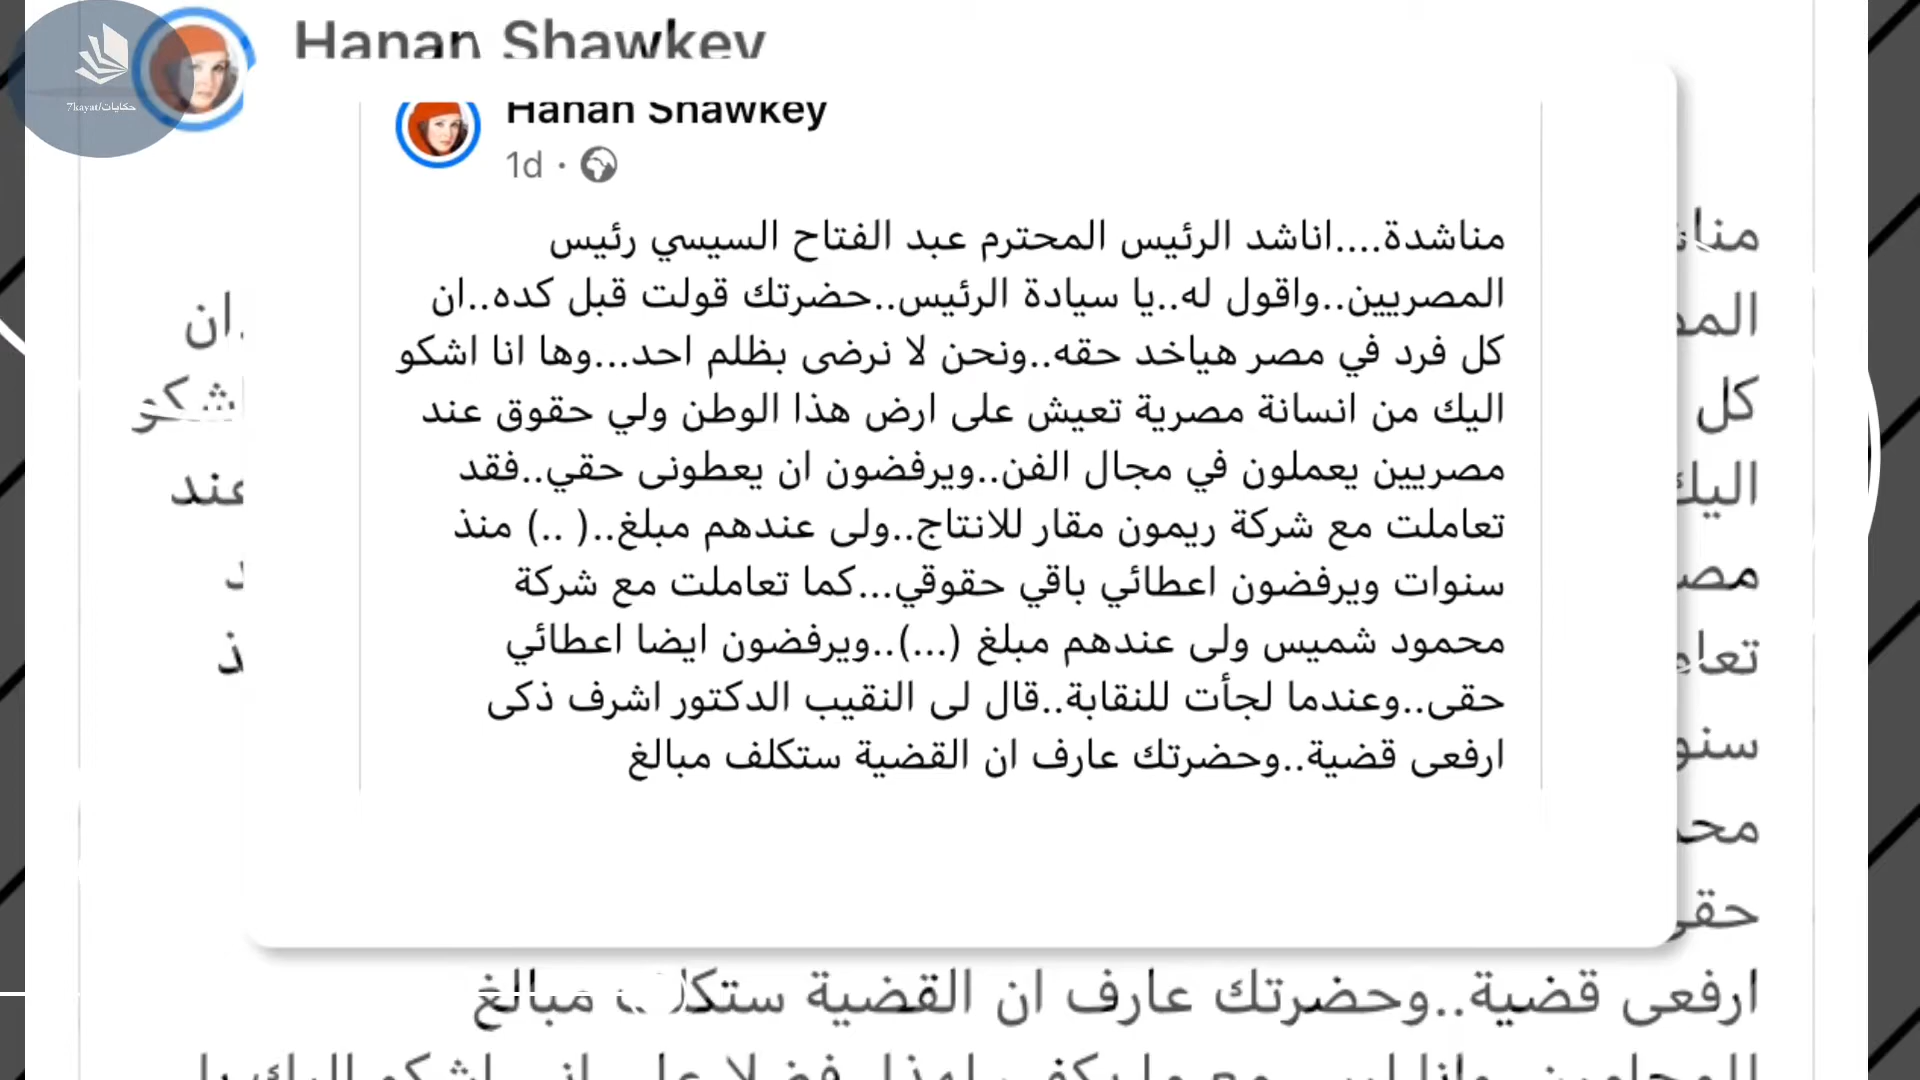 Hanan Shawkey
7kayat/حكايات
Hanan Shawkey
1d ·
مناشدة....اناشد الرئيس المحترم عبد الفتاح السيسي رئيس
المصريين..واقول له..يا سيادة الرئيس..حضرتك قولت قبل كده..ان
كل فرد في مصر هياخد حقه..ونحن لا نرضى بظلم احد...وها انا اشكو
اليك من انسانة مصرية تعيش على ارض هذا الوطن ولي حقوق عند
مصريين يعملون في مجال الفن..ويرفضون ان يعطونى حقي..فقد
تعاملت مع شركة ريمون مقار للانتاج..ولى عندهم مبلغ..( ..) منذ
سنوات ويرفضون اعطائي باقي حقوقي...كما تعاملت مع شركة
محمود شميس ولى عندهم مبلغ (...)..ويرفضون ايضا اعطائي
حقى..وعندما لجأت للنقابة..قال لى النقيب الدكتور اشرف ذكى
ارفعى قضية..وحضرتك عارف ان القضية ستكلف مبالغ
ارفعى قضية..وحضرتك عارف ان القضية ستكلف مبالغ